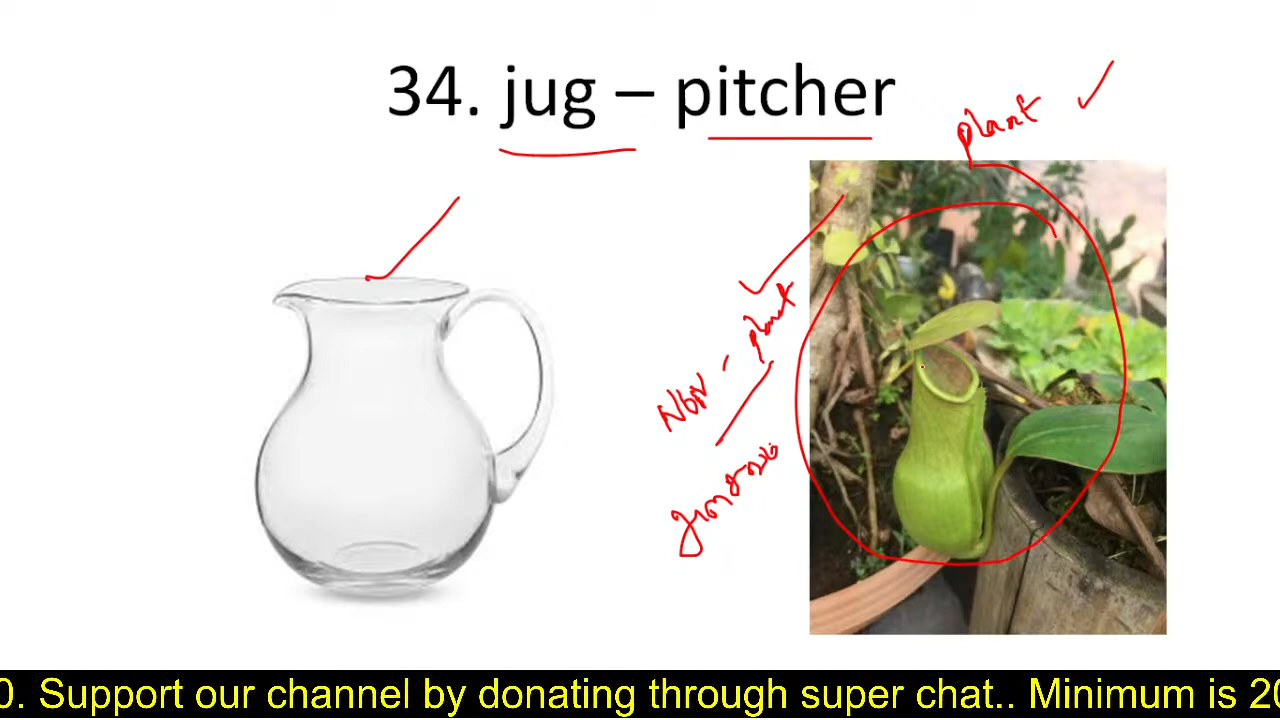 34. jug – pitcher
plant
Non - plant
0. Support our channel by donating through super chat.. Minimum is 20